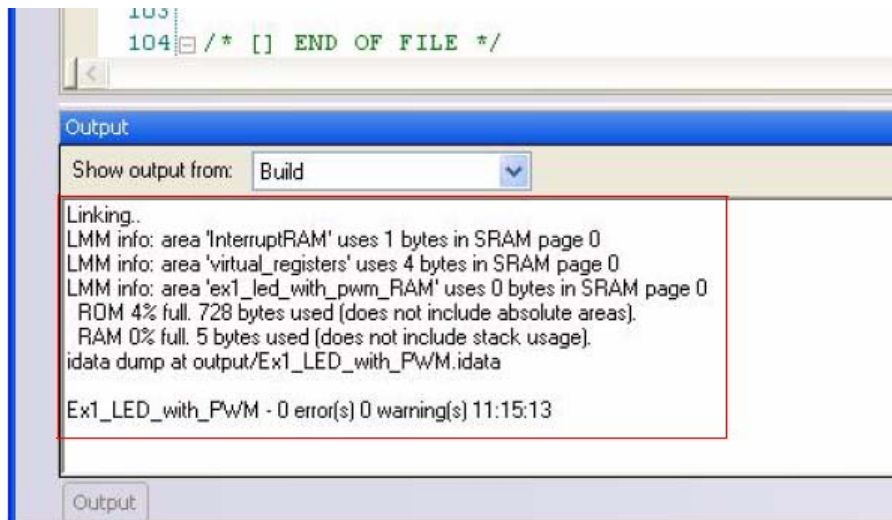 103
104 /* [] END OF FILE */
Output
Show output from: Build
Linking..
LMM info: area 'InterruptRAM' uses 1 bytes in SRAM page 0
LMM info: area 'virtual_registers' uses 4 bytes in SRAM page 0
LMM info: area 'ex1_led_with_pwm_RAM' uses 0 bytes in SRAM page 0
ROM 4% full. 728 bytes used (does not include absolute areas).
RAM 0% full. 5 bytes used (does not include stack usage).
idata dump at output/Ex1_LED_with_PWM.idata
Ex1_LED_with_PWM - 0 error(s) 0 warning(s) 11:15:13
Output